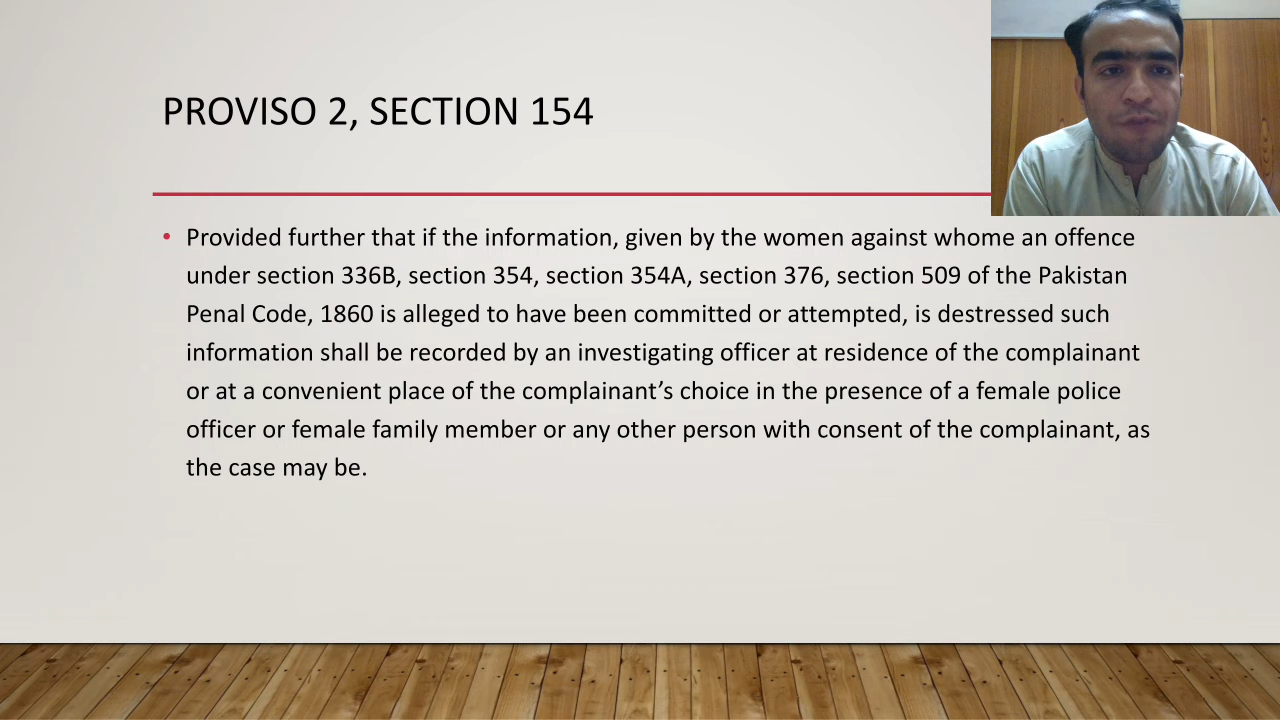 PROVISO 2, SECTION 154
• Provided further that if the information, given by the women against whome an offence
under section 336B, section 354, section 354A, section 376, section 509 of the Pakistan
Penal Code, 1860 is alleged to have been committed or attempted, is destressed such
information shall be recorded by an investigating officer at residence of the complainant
or at a convenient place of the complainant’s choice in the presence of a female police
officer or female family member or any other person with consent of the complainant, as
the case may be.